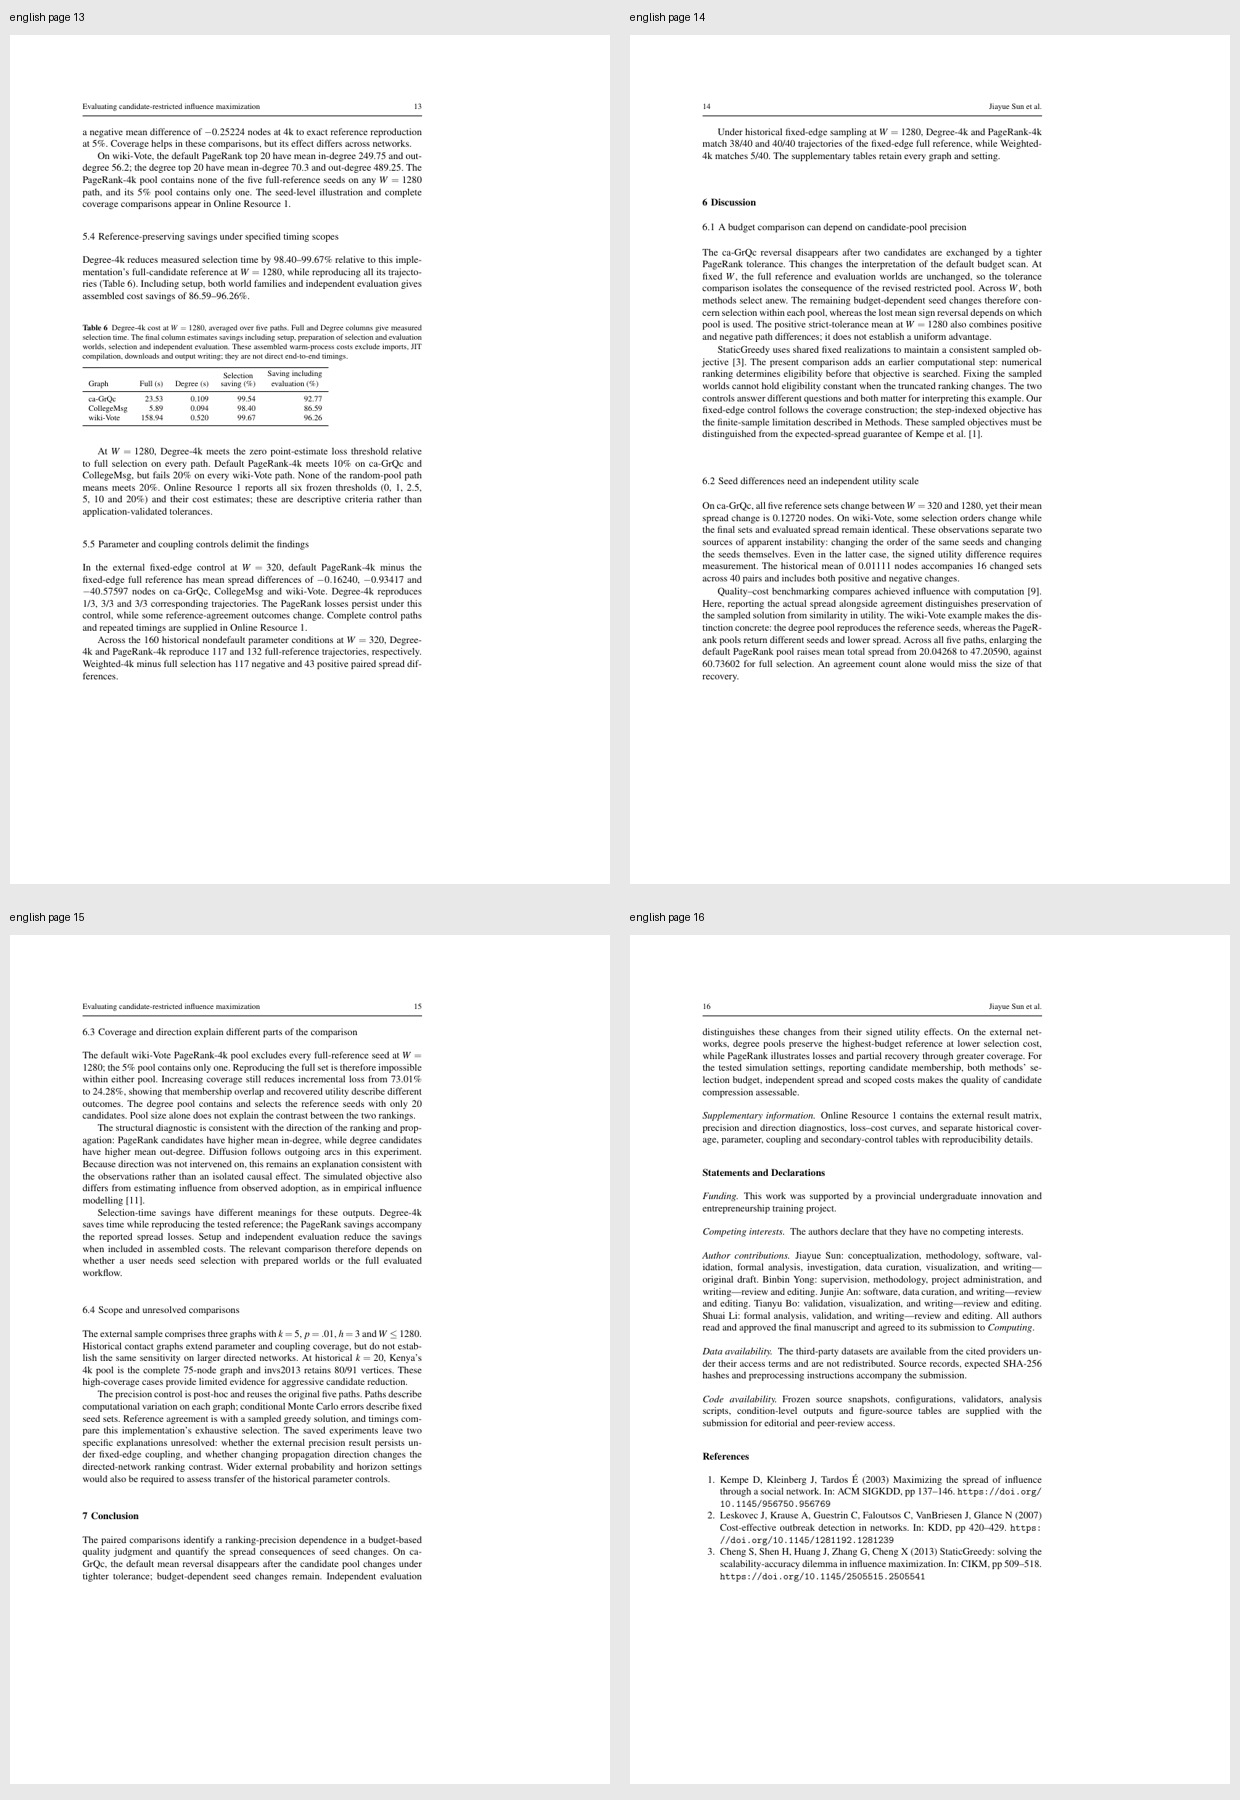 english page 13
Evaluating candidate-restricted influence maximization 13
a negative mean difference of −0.25224 nodes at 4k to exact reference reproduction
at 5%. Coverage helps in these comparisons, but its effect differs across networks.
On wiki-Vote, the default PageRank top 20 have mean in-degree 249.75 and out-
degree 56.2; the degree top 20 have mean in-degree 70.3 and out-degree 489.25. The
PageRank-4k pool contains none of the five full-reference seeds on any W = 1280
path, and its 5% pool contains only one. The seed-level illustration and complete
coverage comparisons appear in Online Resource 1.
5.4 Reference-preserving savings under specified timing scopes
Degree-4k reduces measured selection time by 98.40–99.67% relative to this imple-
mentation's full-candidate reference at W = 1280, while reproducing all its trajecto-
ries (Table 6). Including setup, both world families and independent evaluation gives
assembled cost savings of 86.59–96.26%.
Table 6 Degree-4k cost at W = 1280, averaged over five paths. Full and Degree columns give measured
selection time. The final column estimates savings including setup, preparation of selection and evaluation
worlds, selection and independent evaluation. These assembled warm-process costs exclude imports, JIT
compilation, downloads and output writing; they are not direct end-to-end timings.
Graph Full (s) Degree (s) Selection saving (%) Saving including evaluation (%)
ca-GrQc 23.53 0.109 99.54 92.77
CollegeMsg 5.89 0.094 98.40 86.59
wiki-Vote 158.94 0.520 99.67 96.26
At W = 1280, Degree-4k meets the zero point-estimate loss threshold relative
to full selection on every path. Default PageRank-4k meets 10% on ca-GrQc and
CollegeMsg, but fails 20% on every wiki-Vote path. None of the random-pool path
means meets 20%. Online Resource 1 reports all six frozen thresholds (0, 1, 2.5,
5, 10 and 20%) and their cost estimates; these are descriptive criteria rather than
application-validated tolerances.
5.5 Parameter and coupling controls delimit the findings
In the external fixed-edge control at W = 320, default PageRank-4k minus the
fixed-edge full reference has mean spread differences of −0.16240, −0.93417 and
−40.57597 nodes on ca-GrQc, CollegeMsg and wiki-Vote. Degree-4k reproduces
1/3, 3/3 and 3/3 corresponding trajectories. The PageRank losses persist under this
control, while some reference-agreement outcomes change. Complete control paths
and repeated timings are supplied in Online Resource 1.
Across the 160 historical nondefault parameter conditions at W = 320, Degree-
4k and PageRank-4k reproduce 117 and 132 full-reference trajectories, respectively.
Weighted-4k minus full selection has 117 negative and 43 positive paired spread dif-
ferences.
english page 14
14 Jiayue Sun et al.
Under historical fixed-edge sampling at W = 1280, Degree-4k and PageRank-4k
match 38/40 and 40/40 trajectories of the fixed-edge full reference, while Weighted-
4k matches 5/40. The supplementary tables retain every graph and setting.
6 Discussion
6.1 A budget comparison can depend on candidate-pool precision
The ca-GrQc reversal disappears after two candidates are exchanged by a tighter
PageRank tolerance. This changes the interpretation of the default budget scan. At
fixed W, the full reference and evaluation worlds are unchanged, so the tolerance
comparison isolates the consequence of the revised restricted pool. Across W, both
methods select anew. The remaining budget-dependent seed changes therefore con-
cern selection within each pool, whereas the lost mean sign reversal depends on which
pool is used. The positive strict-tolerance mean at W = 1280 also combines positive
and negative path differences; it does not establish a uniform advantage.
StaticGreedy uses shared fixed realizations to maintain a consistent sampled ob-
jective [3]. The present comparison adds an earlier computational step: numerical
ranking determines eligibility before that objective is searched. Fixing the sampled
worlds cannot hold eligibility constant when the truncated ranking changes. The two
controls answer different questions and both matter for interpreting this example. Our
fixed-edge control follows the coverage construction; the step-indexed objective has
the finite-sample limitation described in Methods. These sampled objectives must be
distinguished from the expected-spread guarantee of Kempe et al. [1].
6.2 Seed differences need an independent utility scale
On ca-GrQc, all five reference sets change between W = 320 and 1280, yet their mean
spread change is 0.12720 nodes. On wiki-Vote, some selection orders change while
the final sets and evaluated spread remain identical. These observations separate two
sources of apparent instability: changing the order of the same seeds and changing
the seeds themselves. Even in the latter case, the signed utility difference requires
measurement. The historical mean of 0.01111 nodes accompanies 16 changed sets
across 40 pairs and includes both positive and negative changes.
Quality–cost benchmarking compares achieved influence with computation [9].
Here, reporting the actual spread alongside agreement distinguishes preservation of
the sampled solution from similarity in utility. The wiki-Vote example makes the dis-
tinction concrete: the degree pool reproduces the reference seeds, whereas the PageR-
ank pools return different seeds and lower spread. Across all five paths, enlarging the
default PageRank pool raises mean total spread from 20.04268 to 47.20590, against
60.73602 for full selection. An agreement count alone would miss the size of that
recovery.
english page 15
Evaluating candidate-restricted influence maximization 15
6.3 Coverage and direction explain different parts of the comparison
The default wiki-Vote PageRank-4k pool excludes every full-reference seed at W =
1280; the 5% pool contains only one. Reproducing the full set is therefore impossible
within either pool. Increasing coverage still reduces incremental loss from 73.01%
to 24.28%, showing that membership overlap and recovered utility describe different
outcomes. The degree pool contains and selects the reference seeds with only 20
candidates. Pool size alone does not explain the contrast between the two rankings.
The structural diagnostic is consistent with the direction of the ranking and prop-
agation: PageRank candidates have higher mean in-degree, while degree candidates
have higher mean out-degree. Diffusion follows outgoing arcs in this experiment.
Because direction was not intervened on, this remains an explanation consistent with
the observations rather than an isolated causal effect. The simulated objective also
differs from estimating influence from observed adoption, as in empirical influence
modelling [11].
Selection-time savings have different meanings for these outputs. Degree-4k
saves time while reproducing the tested reference; the PageRank savings accompany
the reported spread losses. Setup and independent evaluation reduce the savings
when included in assembled costs. The relevant comparison therefore depends on
whether a user needs seed selection with prepared worlds or the full evaluated
workflow.
6.4 Scope and unresolved comparisons
The external sample comprises three graphs with k = 5, p = .01, h = 3 and W ≤ 1280.
Historical contact graphs extend parameter and coupling coverage, but do not estab-
lish the same sensitivity on larger directed networks. At historical k = 20, Kenya's
4k pool is the complete 75-node graph and invs2013 retains 80/91 vertices. These
high-coverage cases provide limited evidence for aggressive candidate reduction.
The precision control is post-hoc and reuses the original five paths. Paths describe
computational variation on each graph; conditional Monte Carlo errors describe fixed
seed sets. Reference agreement is with a sampled greedy solution, and timings com-
pare this implementation's exhaustive selection. The saved experiments leave two
specific explanations unresolved: whether the external precision result persists un-
der fixed-edge coupling, and whether changing propagation direction changes the
directed-network ranking contrast. Wider external probability and horizon settings
would also be required to assess transfer of the historical parameter controls.
7 Conclusion
The paired comparisons identify a ranking-precision dependence in a budget-based
quality judgment and quantify the spread consequences of seed changes. On ca-
GrQc, the default mean reversal disappears after the candidate pool changes under
tighter tolerance; budget-dependent seed changes remain. Independent evaluation
english page 16
16 Jiayue Sun et al.
distinguishes these changes from their signed utility effects. On the external net-
works, degree pools preserve the highest-budget reference at lower selection cost,
while PageRank illustrates losses and partial recovery through greater coverage. For
the tested simulation settings, reporting candidate membership, both methods' se-
lection budget, independent spread and scoped costs makes the quality of candidate
compression assessable.
Supplementary information. Online Resource 1 contains the external result matrix,
precision and direction diagnostics, loss–cost curves, and separate historical cover-
age, parameter, coupling and secondary-control tables with reproducibility details.
Statements and Declarations
Funding. This work was supported by a provincial undergraduate innovation and
entrepreneurship training project.
Competing interests. The authors declare that they have no competing interests.
Author contributions. Jiayue Sun: conceptualization, methodology, software, val-
idation, formal analysis, investigation, data curation, visualization, and writing—
original draft. Binbin Yong: supervision, methodology, project administration, and
writing—review and editing. Junjie An: software, data curation, and writing—review
and editing. Tianyu Bo: validation, visualization, and writing—review and editing.
Shuai Li: formal analysis, validation, and writing—review and editing. All authors
read and approved the final manuscript and agreed to its submission to Computing.
Data availability. The third-party datasets are available from the cited providers un-
der their access terms and are not redistributed. Source records, expected SHA-256
hashes and preprocessing instructions accompany the submission.
Code availability. Frozen source snapshots, configurations, validators, analysis
scripts, condition-level outputs and figure-source tables are supplied with the
submission for editorial and peer-review access.
References
1. Kempe D, Kleinberg J, Tardos É (2003) Maximizing the spread of influence
through a social network. In: ACM SIGKDD, pp 137–146. https://doi.org/
10.1145/956750.956769
2. Leskovec J, Krause A, Guestrin C, Faloutsos C, VanBriesen J, Glance N (2007)
Cost-effective outbreak detection in networks. In: KDD, pp 420–429. https:
//doi.org/10.1145/1281192.1281239
3. Cheng S, Shen H, Huang J, Zhang G, Cheng X (2013) StaticGreedy: solving the
scalability-accuracy dilemma in influence maximization. In: CIKM, pp 509–518.
https://doi.org/10.1145/2505515.2505541